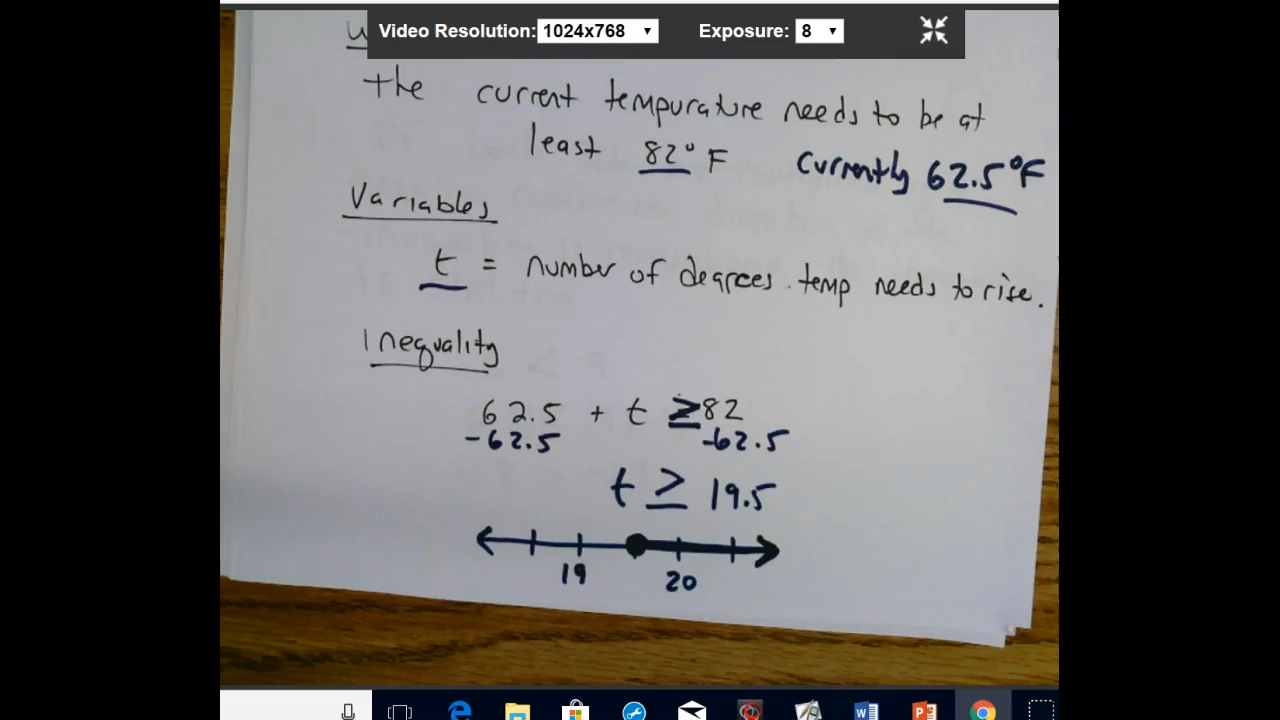 Video Resolution: 1024x768 Exposure: 8
the current tempurature needs to be at
least 82° F Currently 62.5°F
Variables
t = number of degrees temp needs to rise.
Inequality
62.5 + t ≥ 82
-62.5 -62.5
t ≥ 19.5
19 20